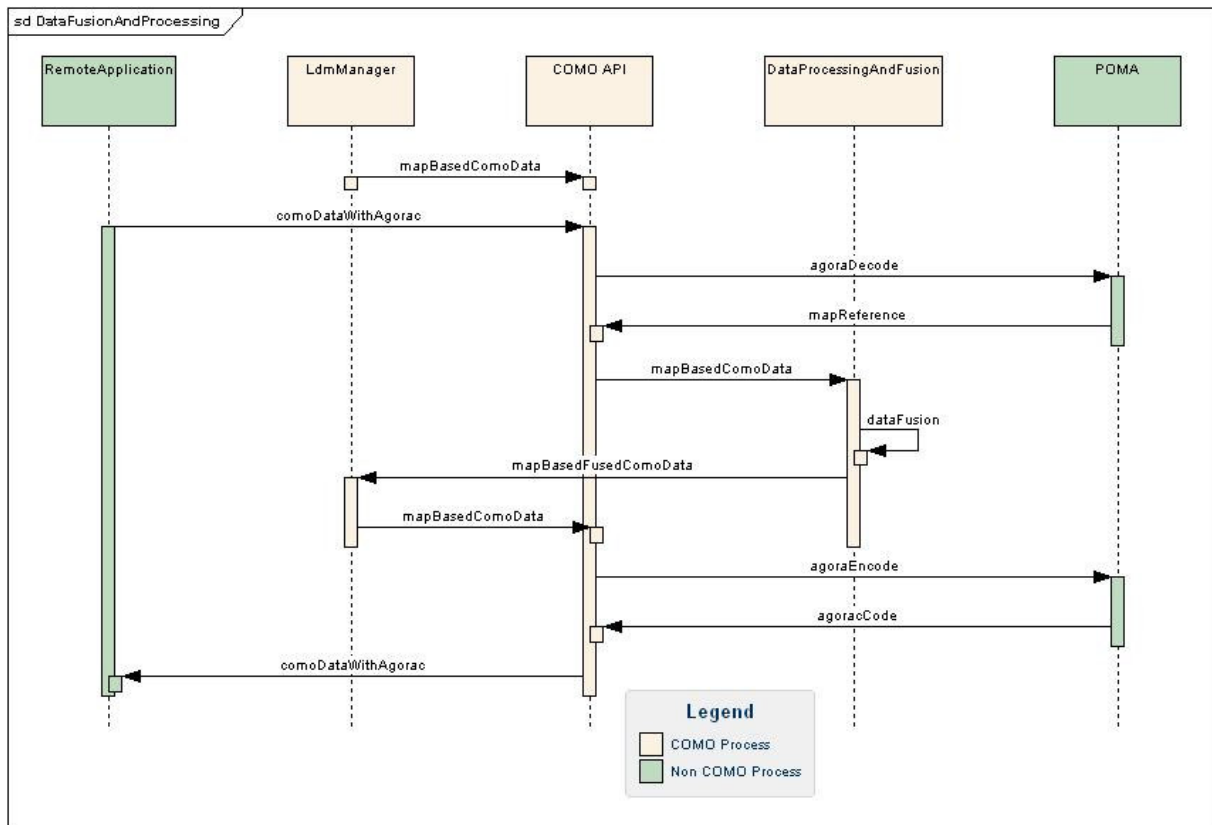 sd DataFusionAndProcessing
RemoteApplication
LdmManager
COMO API
DataProcessingAndFusion
POMA
mapBasedComoData
comoDataWithAgorac
agoraDecode
mapReference
mapBasedComoData
dataFusion
mapBasedFusedComoData
mapBasedComoData
agoraEncode
agoracCode
comoDataWithAgorac
Legend
COMO Process
Non COMO Process